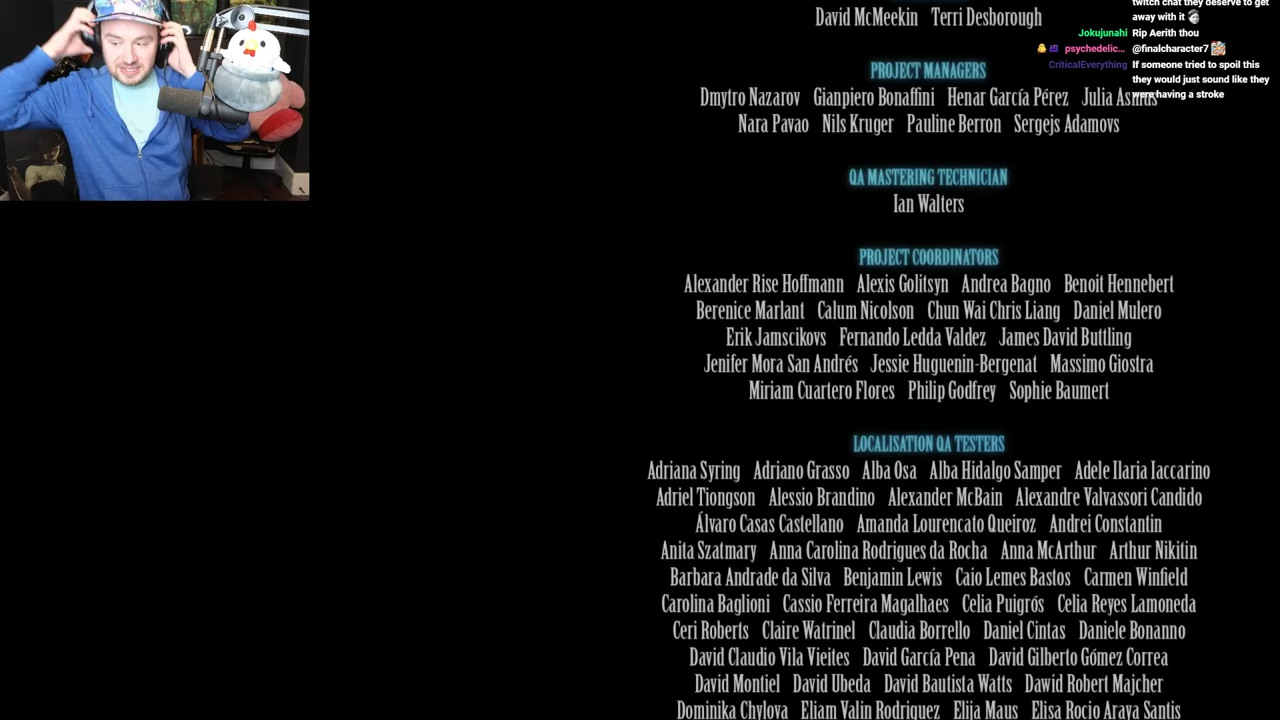 twitch chat they deserve to get
away with it
Jokujunahi Rip Aerith thou
psychedelic... @finalcharacter7
CriticalEverything If someone tried to spoil this
they would just sound like they
were having a stroke
David McMeekin Terri Desborough
PROJECT MANAGERS
Dmytro Nazarov Gianpiero Bonaffini Henar García Pérez Julia Asmus
Nara Pavao Nils Kruger Pauline Berron Sergejs Adamovs
QA MASTERING TECHNICIAN
Ian Walters
PROJECT COORDINATORS
Alexander Rise Hoffmann Alexis Golitsyn Andrea Bagno Benoit Hennebert
Berenice Marlant Calum Nicolson Chun Wai Chris Liang Daniel Mulero
Erik Jamscikovs Fernando Ledda Valdez James David Buttling
Jenifer Mora San Andrés Jessie Huguenin-Bergenat Massimo Giostra
Miriam Cuartero Flores Philip Godfrey Sophie Baumert
LOCALISATION QA TESTERS
Adriana Syring Adriano Grasso Alba Osa Alba Hidalgo Samper Adele Ilaria Iaccarino
Adriel Tiongson Alessio Brandino Alexander McBain Alexandre Valvassori Candido
Álvaro Casas Castellano Amanda Lourencato Queiroz Andrei Constantin
Anita Szatmary Anna Carolina Rodrigues da Rocha Anna McArthur Arthur Nikitin
Barbara Andrade da Silva Benjamin Lewis Caio Lemes Bastos Carmen Winfield
Carolina Baglioni Cassio Ferreira Magalhaes Celia Puigrós Celia Reyes Lamoneda
Ceri Roberts Claire Watrinel Claudia Borrello Daniel Cintas Daniele Bonanno
David Claudio Vila Vieites David García Pena David Gilberto Gómez Correa
David Montiel David Ubeda David Bautista Watts Dawid Robert Majcher
Dominika Chylova Eliam Valin Rodriguez Elija Maus Elisa Rocio Araya Santis